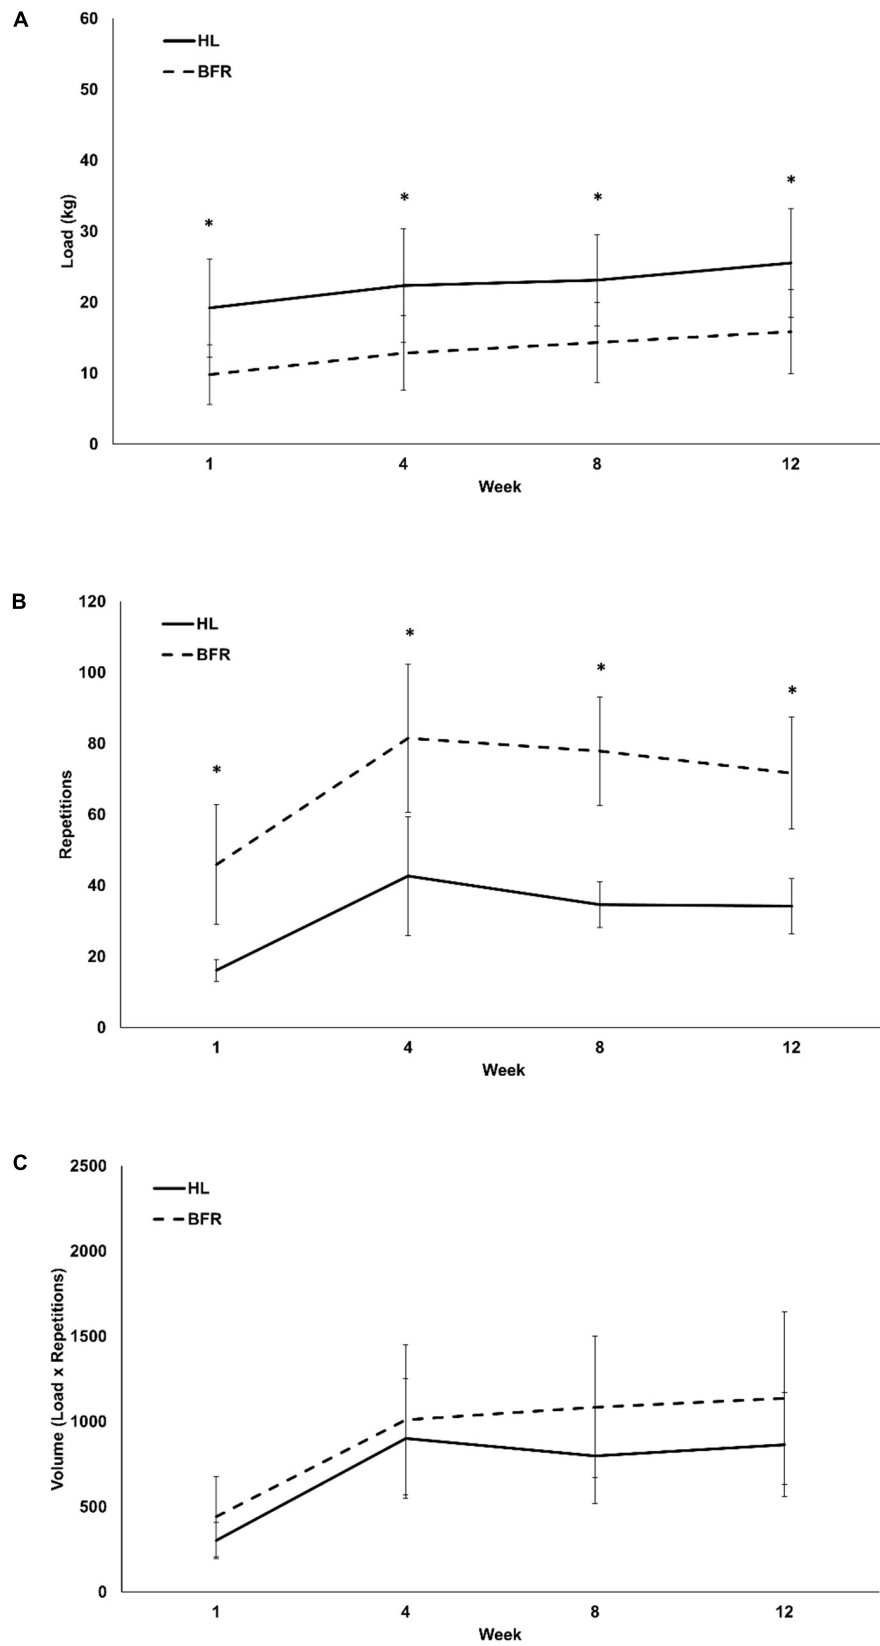 A
60
HL
BFR
50
40
* * * *
30
Load (kg)
20
10
0
1 4 8 12
Week
B
120
HL
BFR
100
* * * *
80
Repetitions
60
40
20
0
1 4 8 12
Week
C
2500
HL
BFR
2000
1500
Volume (Load x Repetitions)
1000
500
0
1 4 8 12
Week